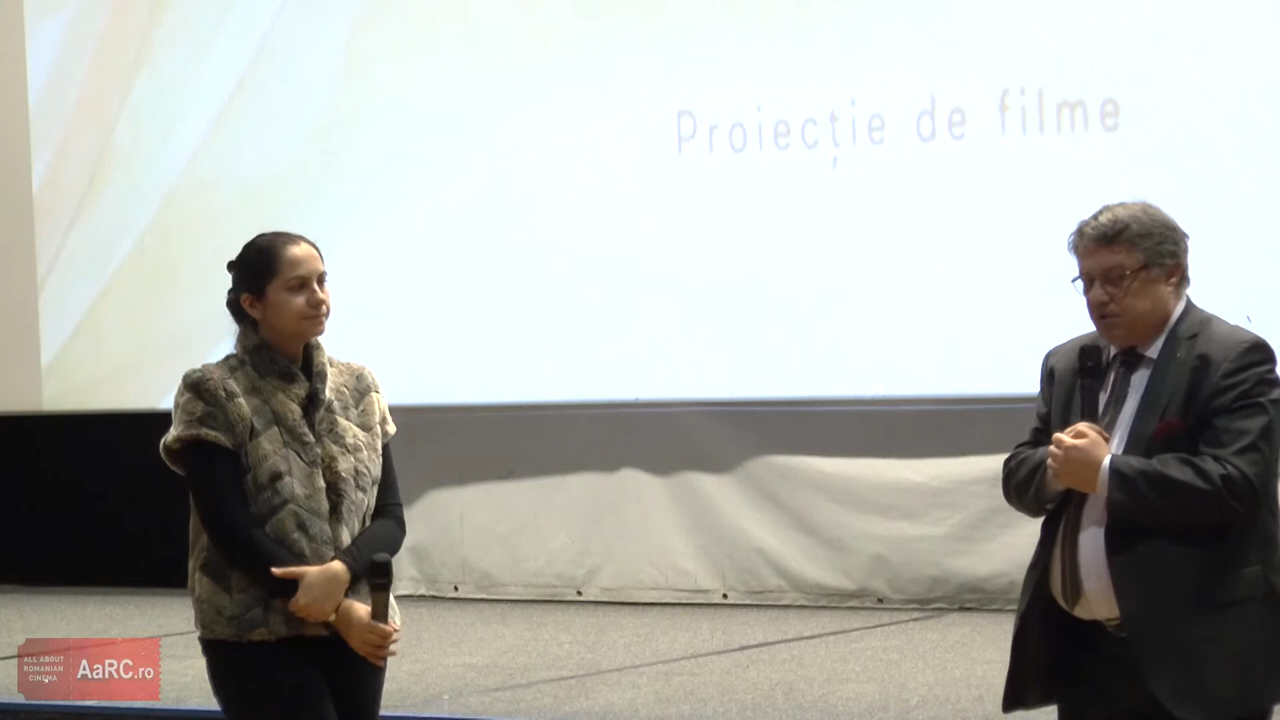 Proiecție de filme
ALL ABOUT
ROMANIAN
CINEMA
AaRC.ro